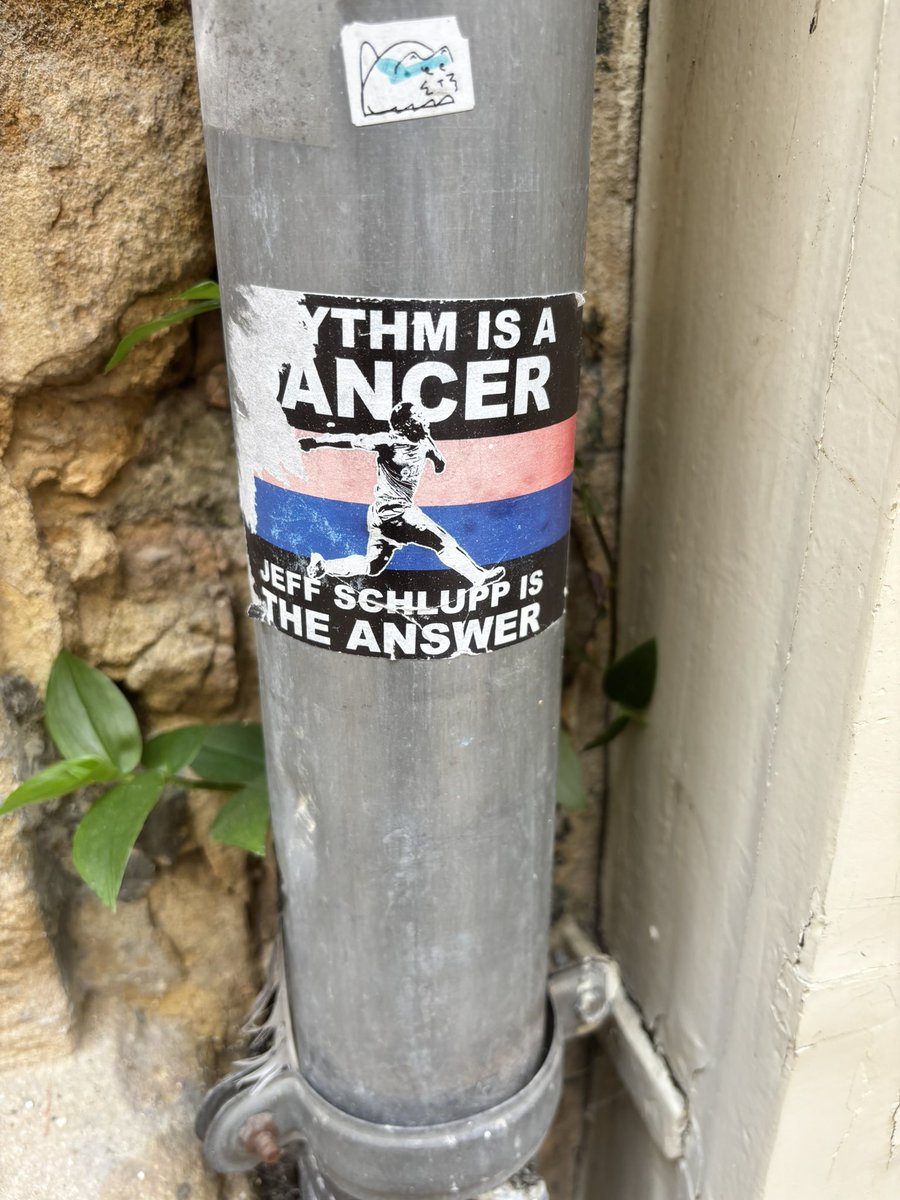 YTHM IS A
ANCER
JEFF SCHLUPP IS
THE ANSWER